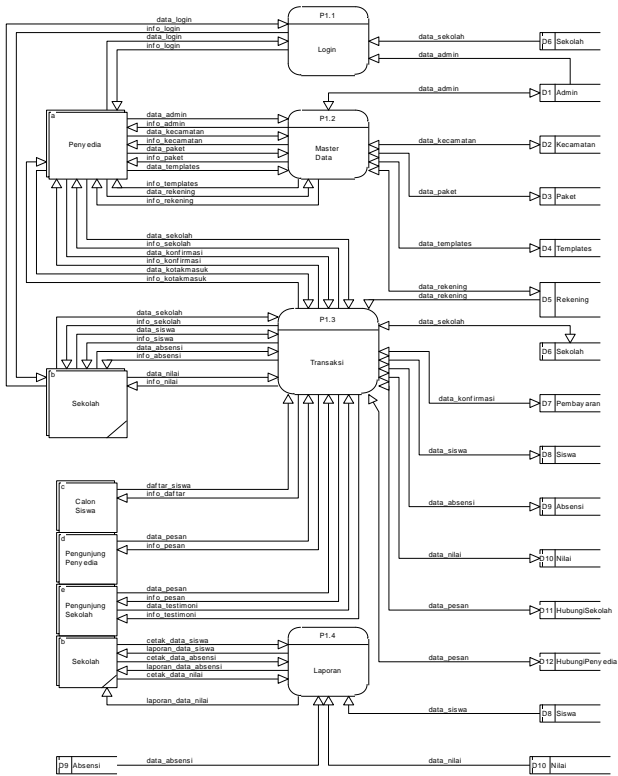 P1.1
Login
data_login
info_login
data_login
info_login
data_sekolah
D6 Sekolah
data_admin
data_admin
D1 Admin
a
Penyedia
data_admin
info_admin
data_kecamatan
info_kecamatan
data_paket
info_paket
data_templates
info_templates
data_rekening
info_rekening
P1.2
Master
Data
data_kecamatan
D2 Kecamatan
data_paket
D3 Paket
data_templates
D4 Templates
data_rekening
data_rekening
D5 Rekening
data_sekolah
info_sekolah
data_konfirmasi
info_konfirmasi
data_kotakmasuk
info_kotakmasuk
P1.3
Transaksi
data_sekolah
D6 Sekolah
data_sekolah
info_sekolah
data_siswa
info_siswa
data_absensi
info_absensi
data_nilai
info_nilai
b
Sekolah
data_konfirmasi
D7 Pembayaran
data_siswa
D8 Siswa
data_absensi
D9 Absensi
data_nilai
D10 Nilai
data_pesan
D11 HubungiSekolah
data_pesan
D12 HubungiPenyedia
c
Calon
Siswa
daftar_siswa
info_daftar
d
Pengunjung
Penyedia
data_pesan
info_pesan
e
Pengunjung
Sekolah
data_pesan
info_pesan
data_testimoni
info_testimoni
b
Sekolah
cetak_data_siswa
laporan_data_siswa
cetak_data_absensi
laporan_data_absensi
cetak_data_nilai
laporan_data_nilai
P1.4
Laporan
data_siswa
D8 Siswa
D9 Absensi
data_absensi
data_nilai
D10 Nilai